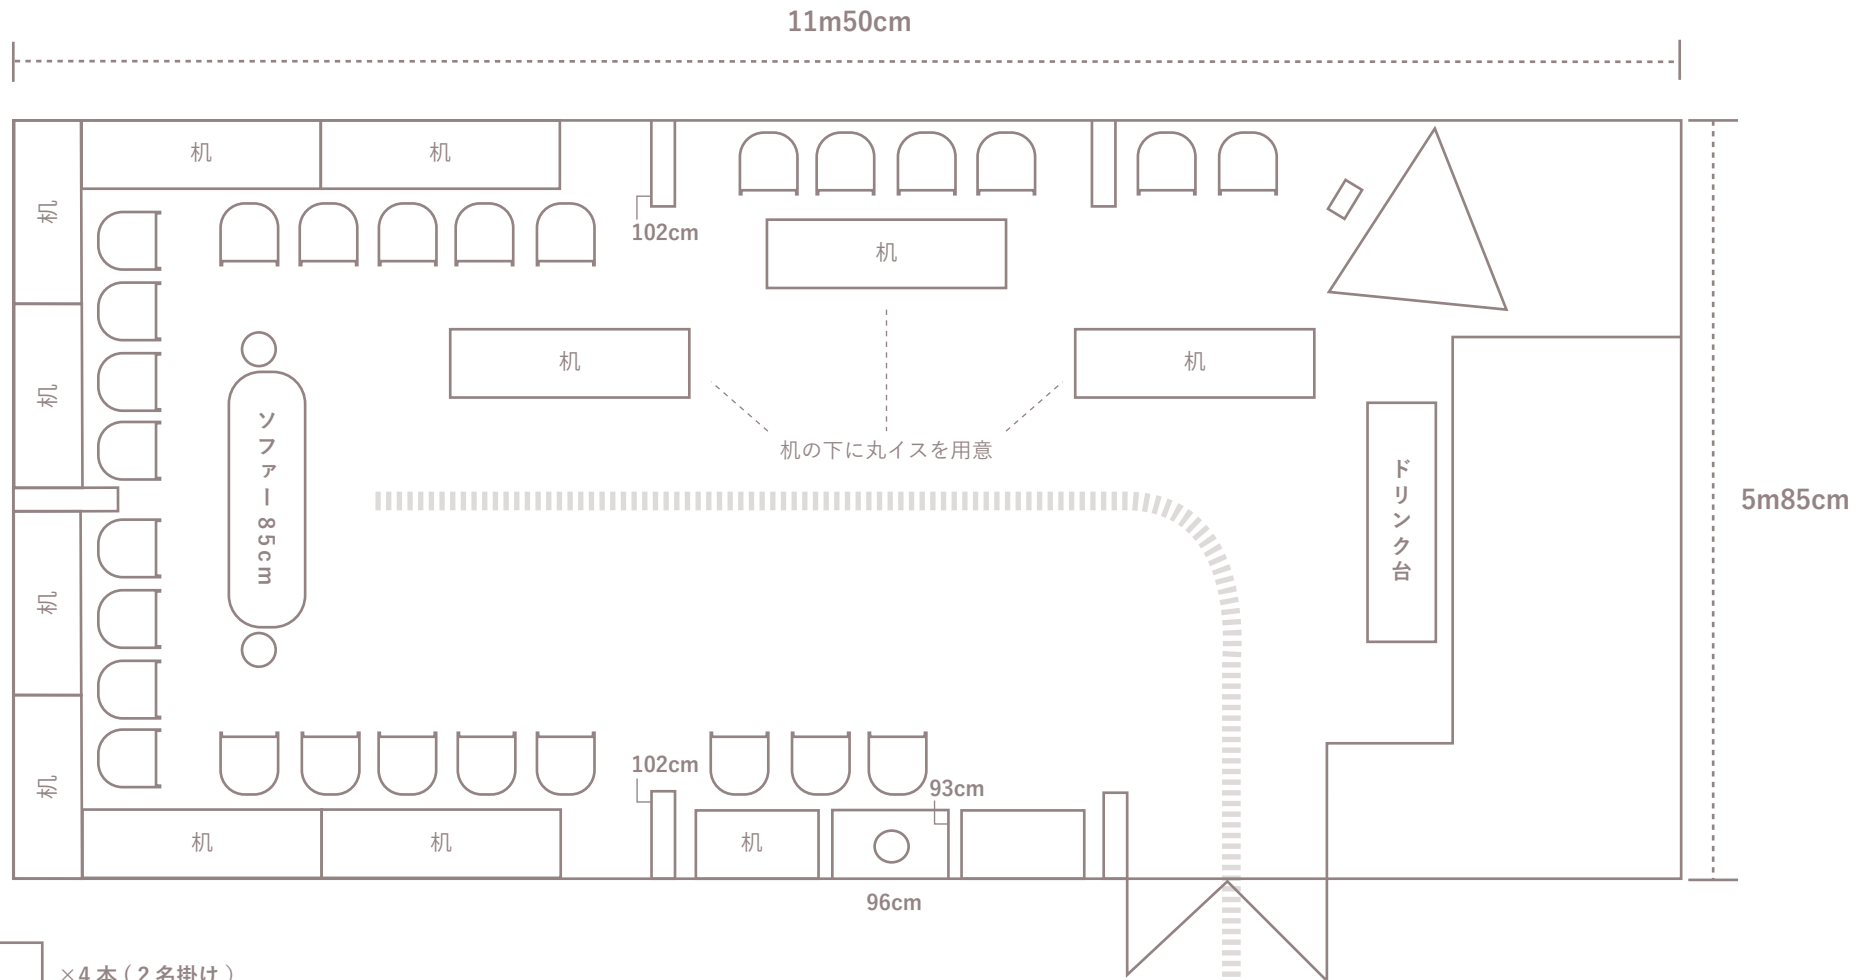 11m50cm
机
机
机
102cm
机
机
机
机
机の下に丸イスを用意
ソファー85cm
ドリンク台
5m85cm
机
机
102cm
93cm
机
机
机
96cm
×4本(2名掛け)